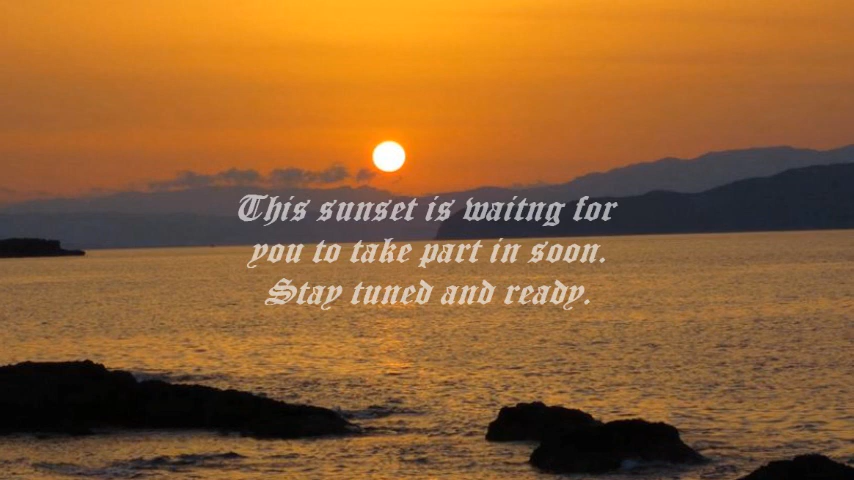 This sunset is waitng for
you to take part in soon.
Stay tuned and ready.